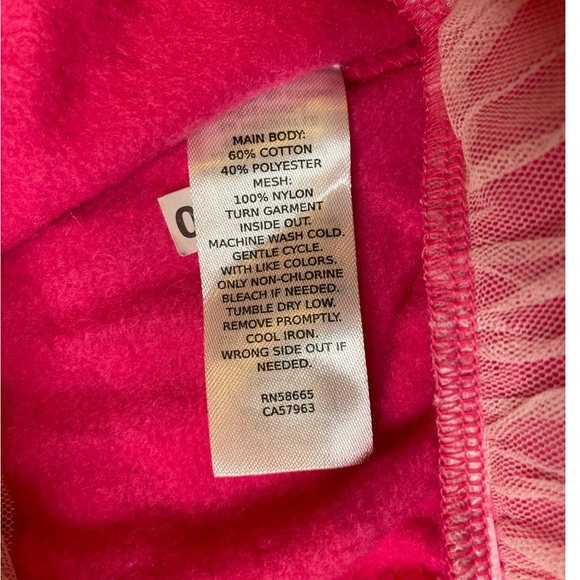 MAIN BODY:
60% COTTON
40% POLYESTER
MESH:
100% NYLON
TURN GARMENT
INSIDE OUT.
MACHINE WASH COLD.
GENTLE CYCLE.
WITH LIKE COLORS.
ONLY NON-CHLORINE
BLEACH IF NEEDED.
TUMBLE DRY LOW.
REMOVE PROMPTLY.
COOL IRON.
WRONG SIDE OUT IF
NEEDED.
RN58665
CA57963
0